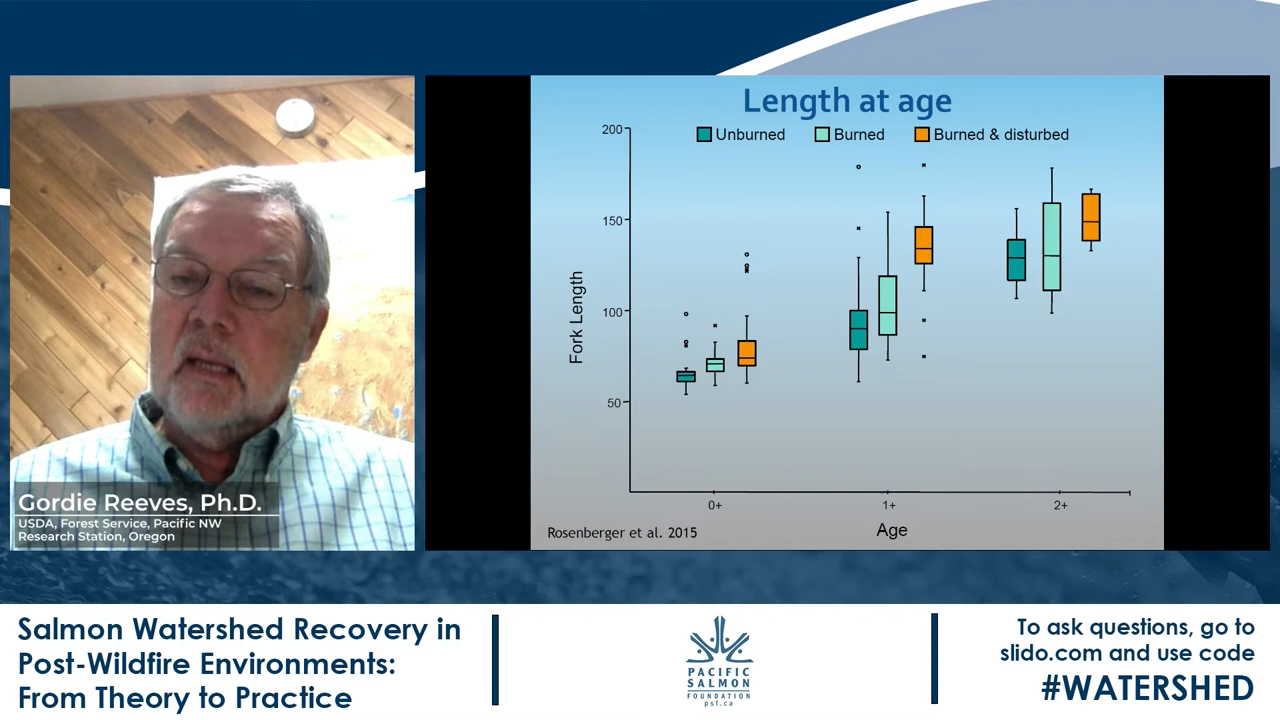 Length at age
Unburned
Burned
Burned & disturbed
200
150
100
50
Fork Length
0+
1+
2+
Age
Rosenberger et al. 2015
Gordie Reeves, Ph.D.
USDA, Forest Service, Pacific NW
Research Station, Oregon
Salmon Watershed Recovery in
Post-Wildfire Environments:
From Theory to Practice
PACIFIC
SALMON
FOUNDATION
psf.ca
To ask questions, go to
slido.com and use code
#WATERSHED